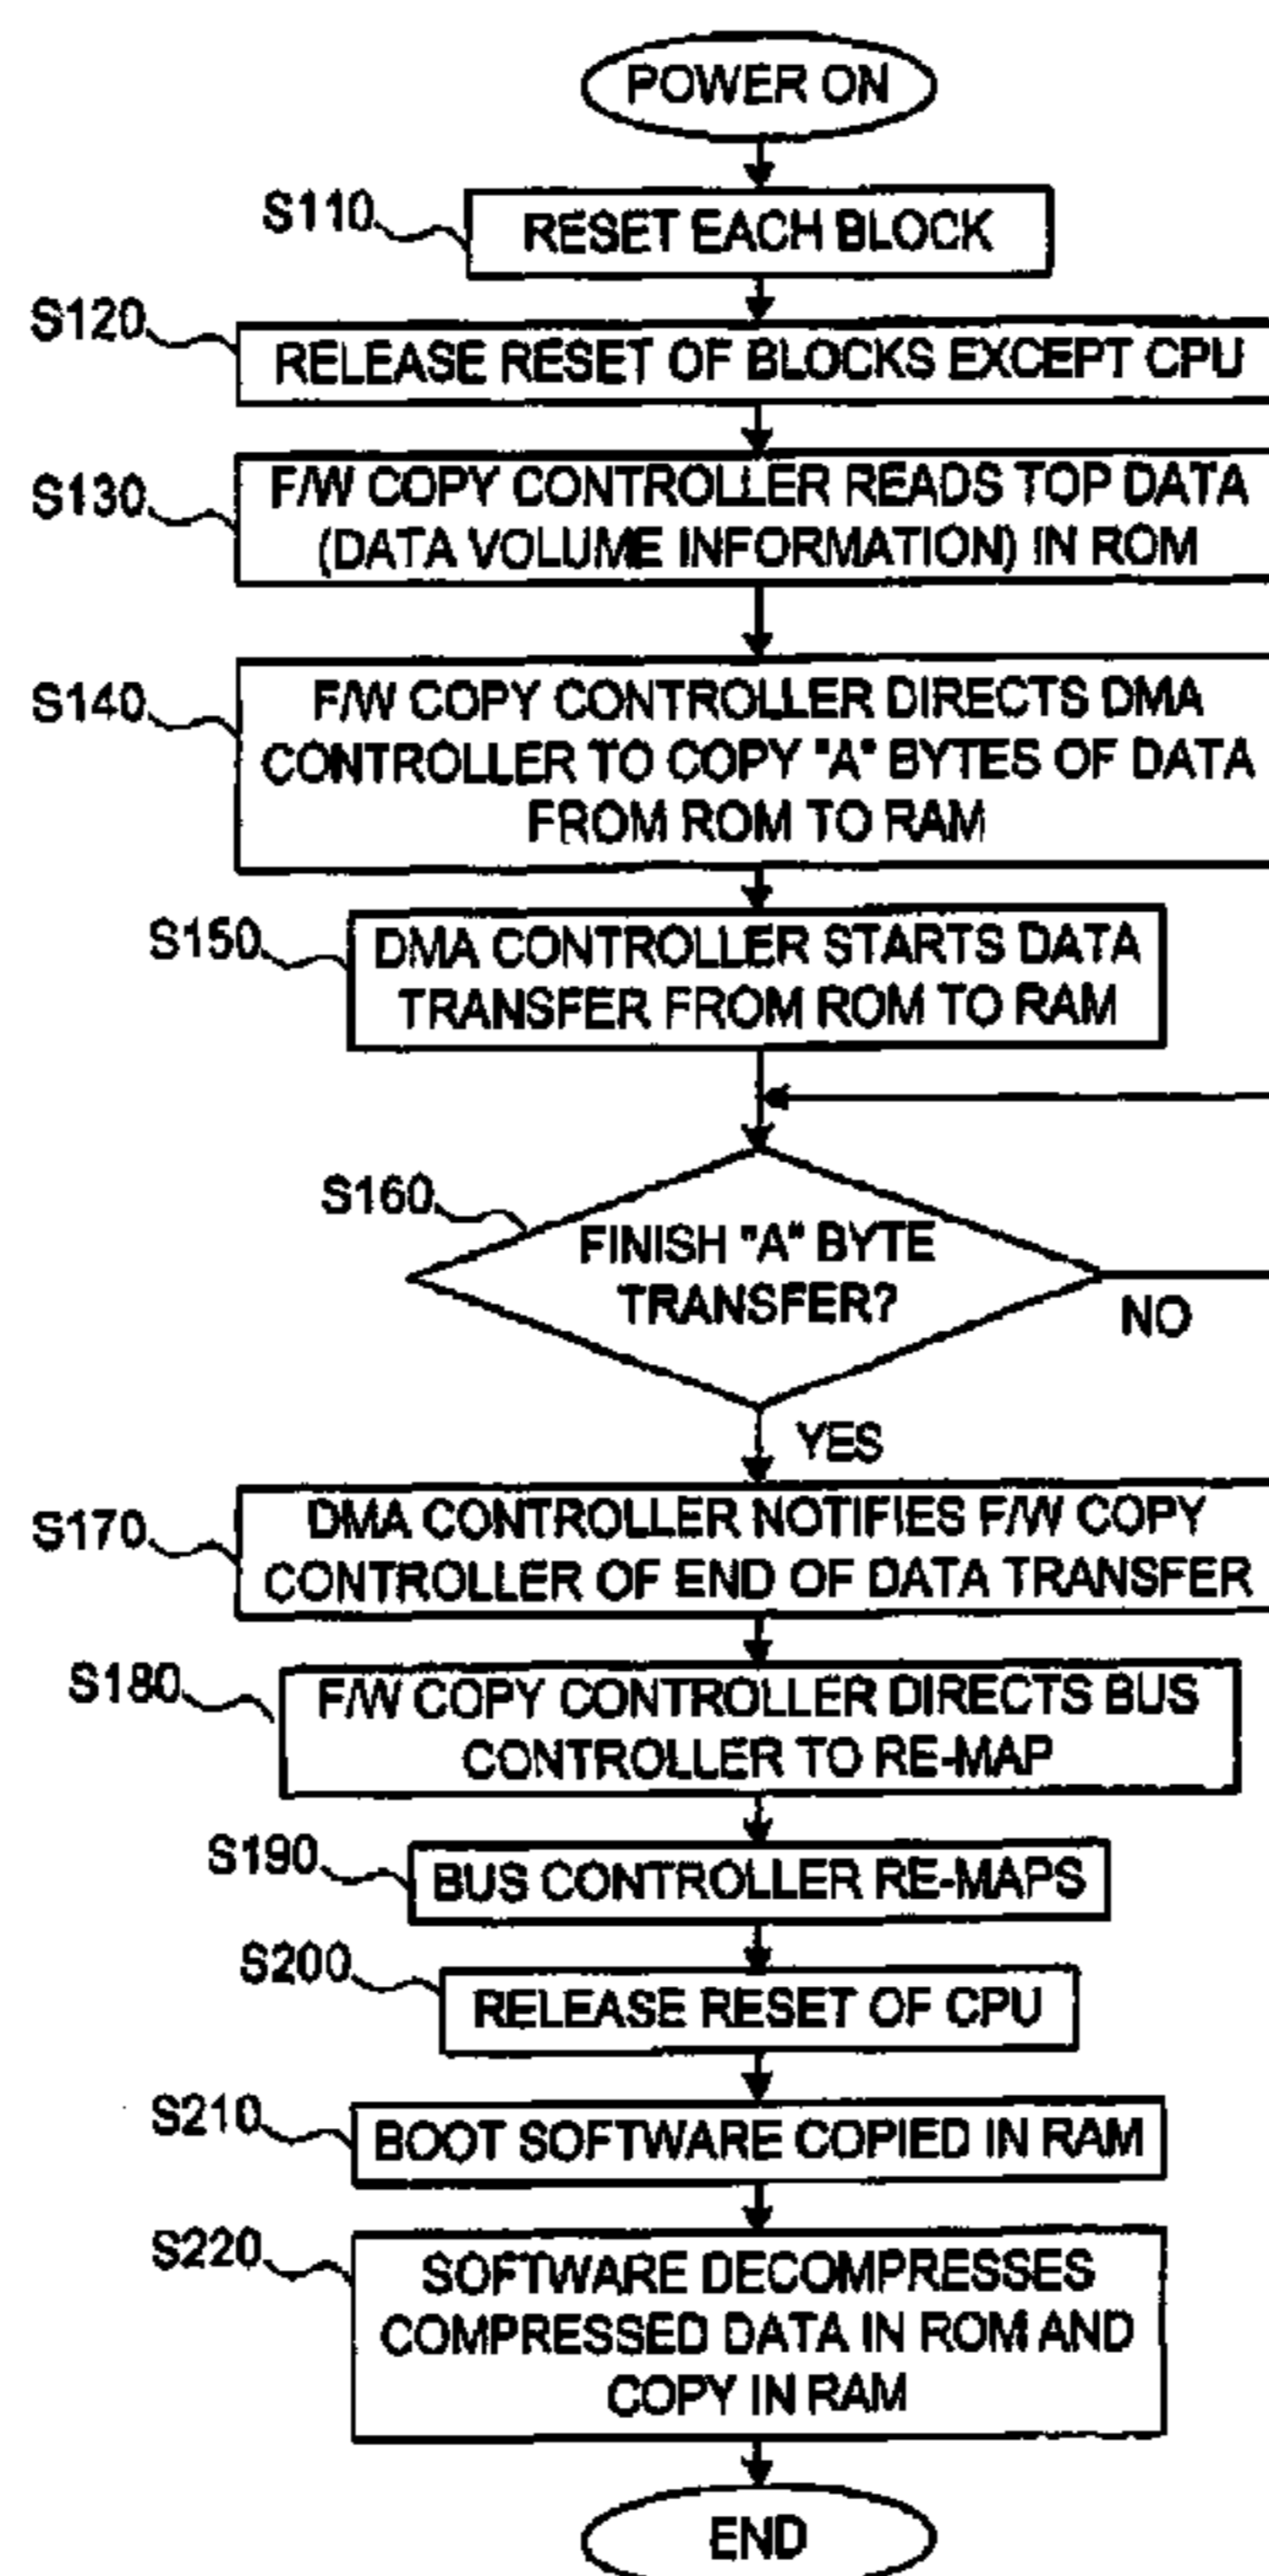 POWER ON
S110
RESET EACH BLOCK
S120
RELEASE RESET OF BLOCKS EXCEPT CPU
S130
F/W COPY CONTROLLER READS TOP DATA
(DATA VOLUME INFORMATION) IN ROM
S140
F/W COPY CONTROLLER DIRECTS DMA
CONTROLLER TO COPY "A" BYTES OF DATA
FROM ROM TO RAM
S150
DMA CONTROLLER STARTS DATA
TRANSFER FROM ROM TO RAM
S160
FINISH "A" BYTE
TRANSFER?
NO
YES
S170
DMA CONTROLLER NOTIFIES F/W COPY
CONTROLLER OF END OF DATA TRANSFER
S180
F/W COPY CONTROLLER DIRECTS BUS
CONTROLLER TO RE-MAP
S190
BUS CONTROLLER RE-MAPS
S200
RELEASE RESET OF CPU
S210
BOOT SOFTWARE COPIED IN RAM
S220
SOFTWARE DECOMPRESSES
COMPRESSED DATA IN ROM AND
COPY IN RAM
END